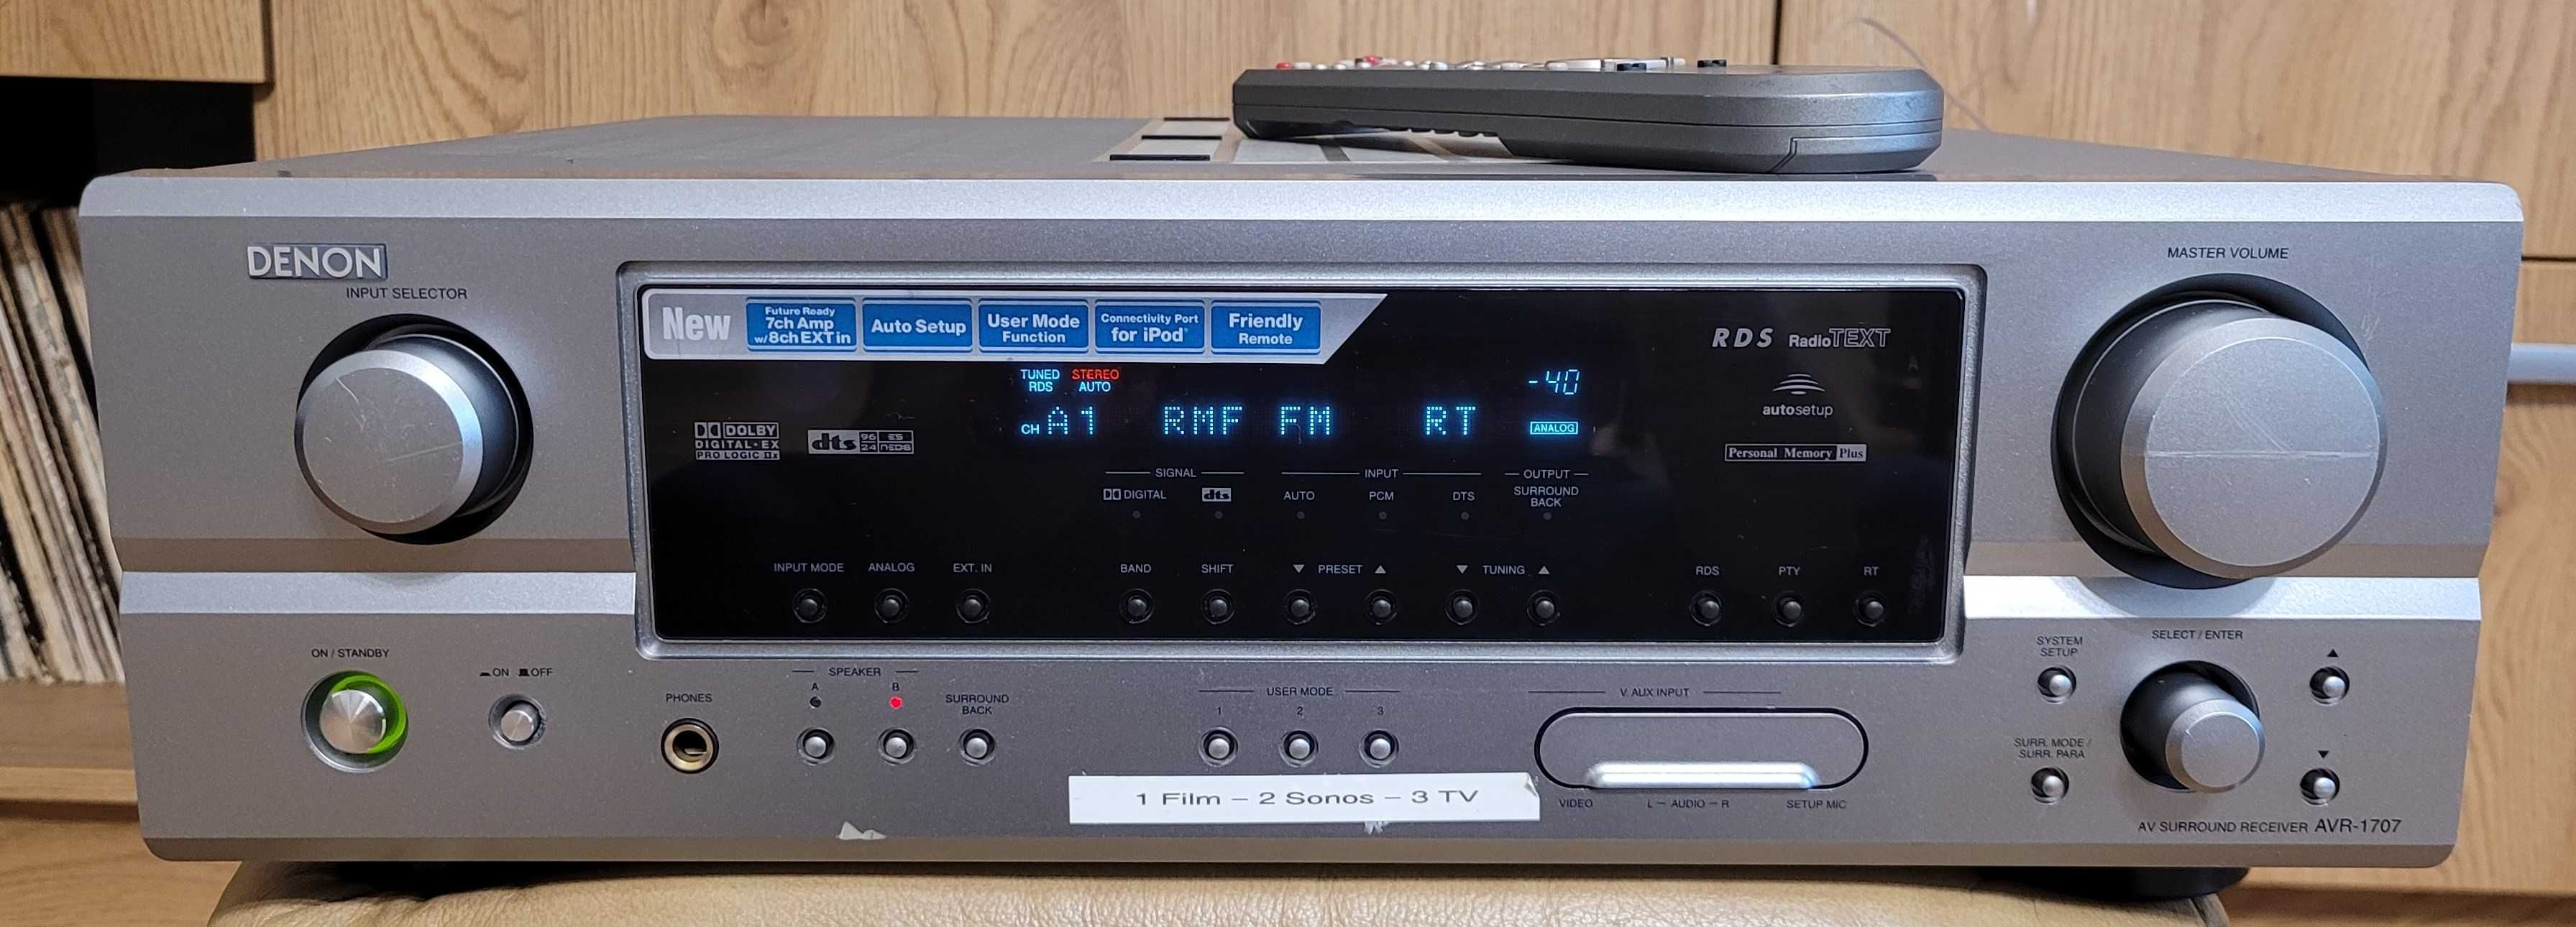 DENON
INPUT SELECTOR
MASTER VOLUME
New
Future Ready
7ch Amp
w/8chEXTin
Auto Setup
User Mode
Function
Connectivity Port
for iPod
Friendly
Remote
RDS RadioTEXT
TUNED STEREO
RDS AUTO
-40
CH A1 RMF FM RT
ANALOG
autosetup
Personal Memory Plus
DOLBY
DIGITAL·EX
PRO LOGIC IIx
dts 96 ES
24 NEO:6
SIGNAL INPUT OUTPUT
DIGITAL dts AUTO PCM DTS SURROUND
BACK
INPUT MODE ANALOG EXT. IN BAND SHIFT ▼ PRESET ▲ ▼ TUNING ▲ RDS PTY RT
ON / STANDBY
ON OFF
PHONES
SPEAKER
A B
SURROUND
BACK
USER MODE
1 2 3
V. AUX INPUT
VIDEO L – AUDIO – R SETUP MIC
1 Film – 2 Sonos – 3 TV
SYSTEM
SETUP
SELECT / ENTER
▲
SURR. MODE /
SURR. PARA
▼
AV SURROUND RECEIVER AVR-1707